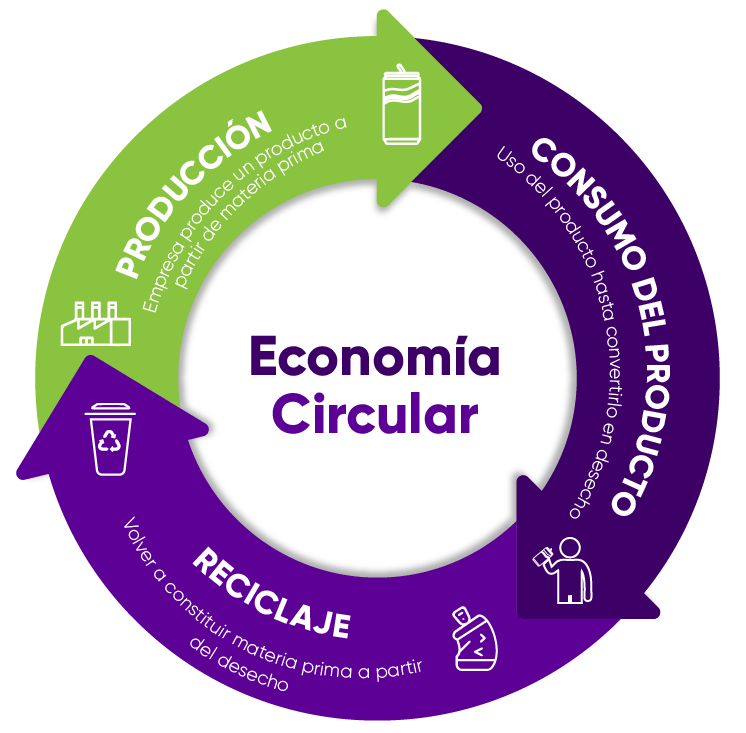 Economía
Circular
PRODUCCIÓN
Empresa produce un producto a
partir de materia prima
CONSUMO DEL PRODUCTO
Uso del producto hasta convertirlo en desecho
RECICLAJE
Volver a constituir materia prima a partir
del desecho